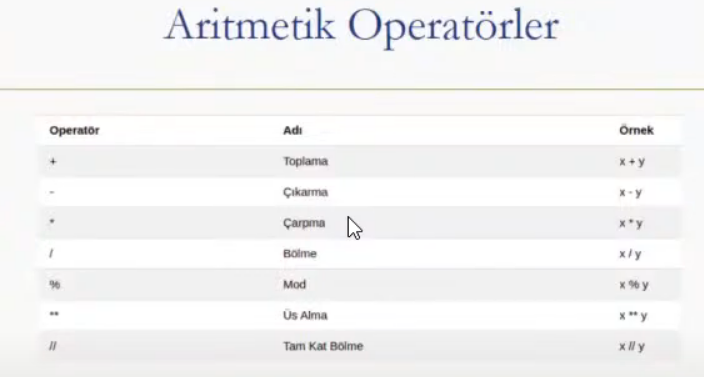 Aritmetik Operatörler
Operatör Adı Örnek
+ Toplama x + y
- Çıkarma x - y
* Çarpma x * y
/ Bölme x / y
% Mod x % y
** Üs Alma x ** y
// Tam Kat Bölme x // y